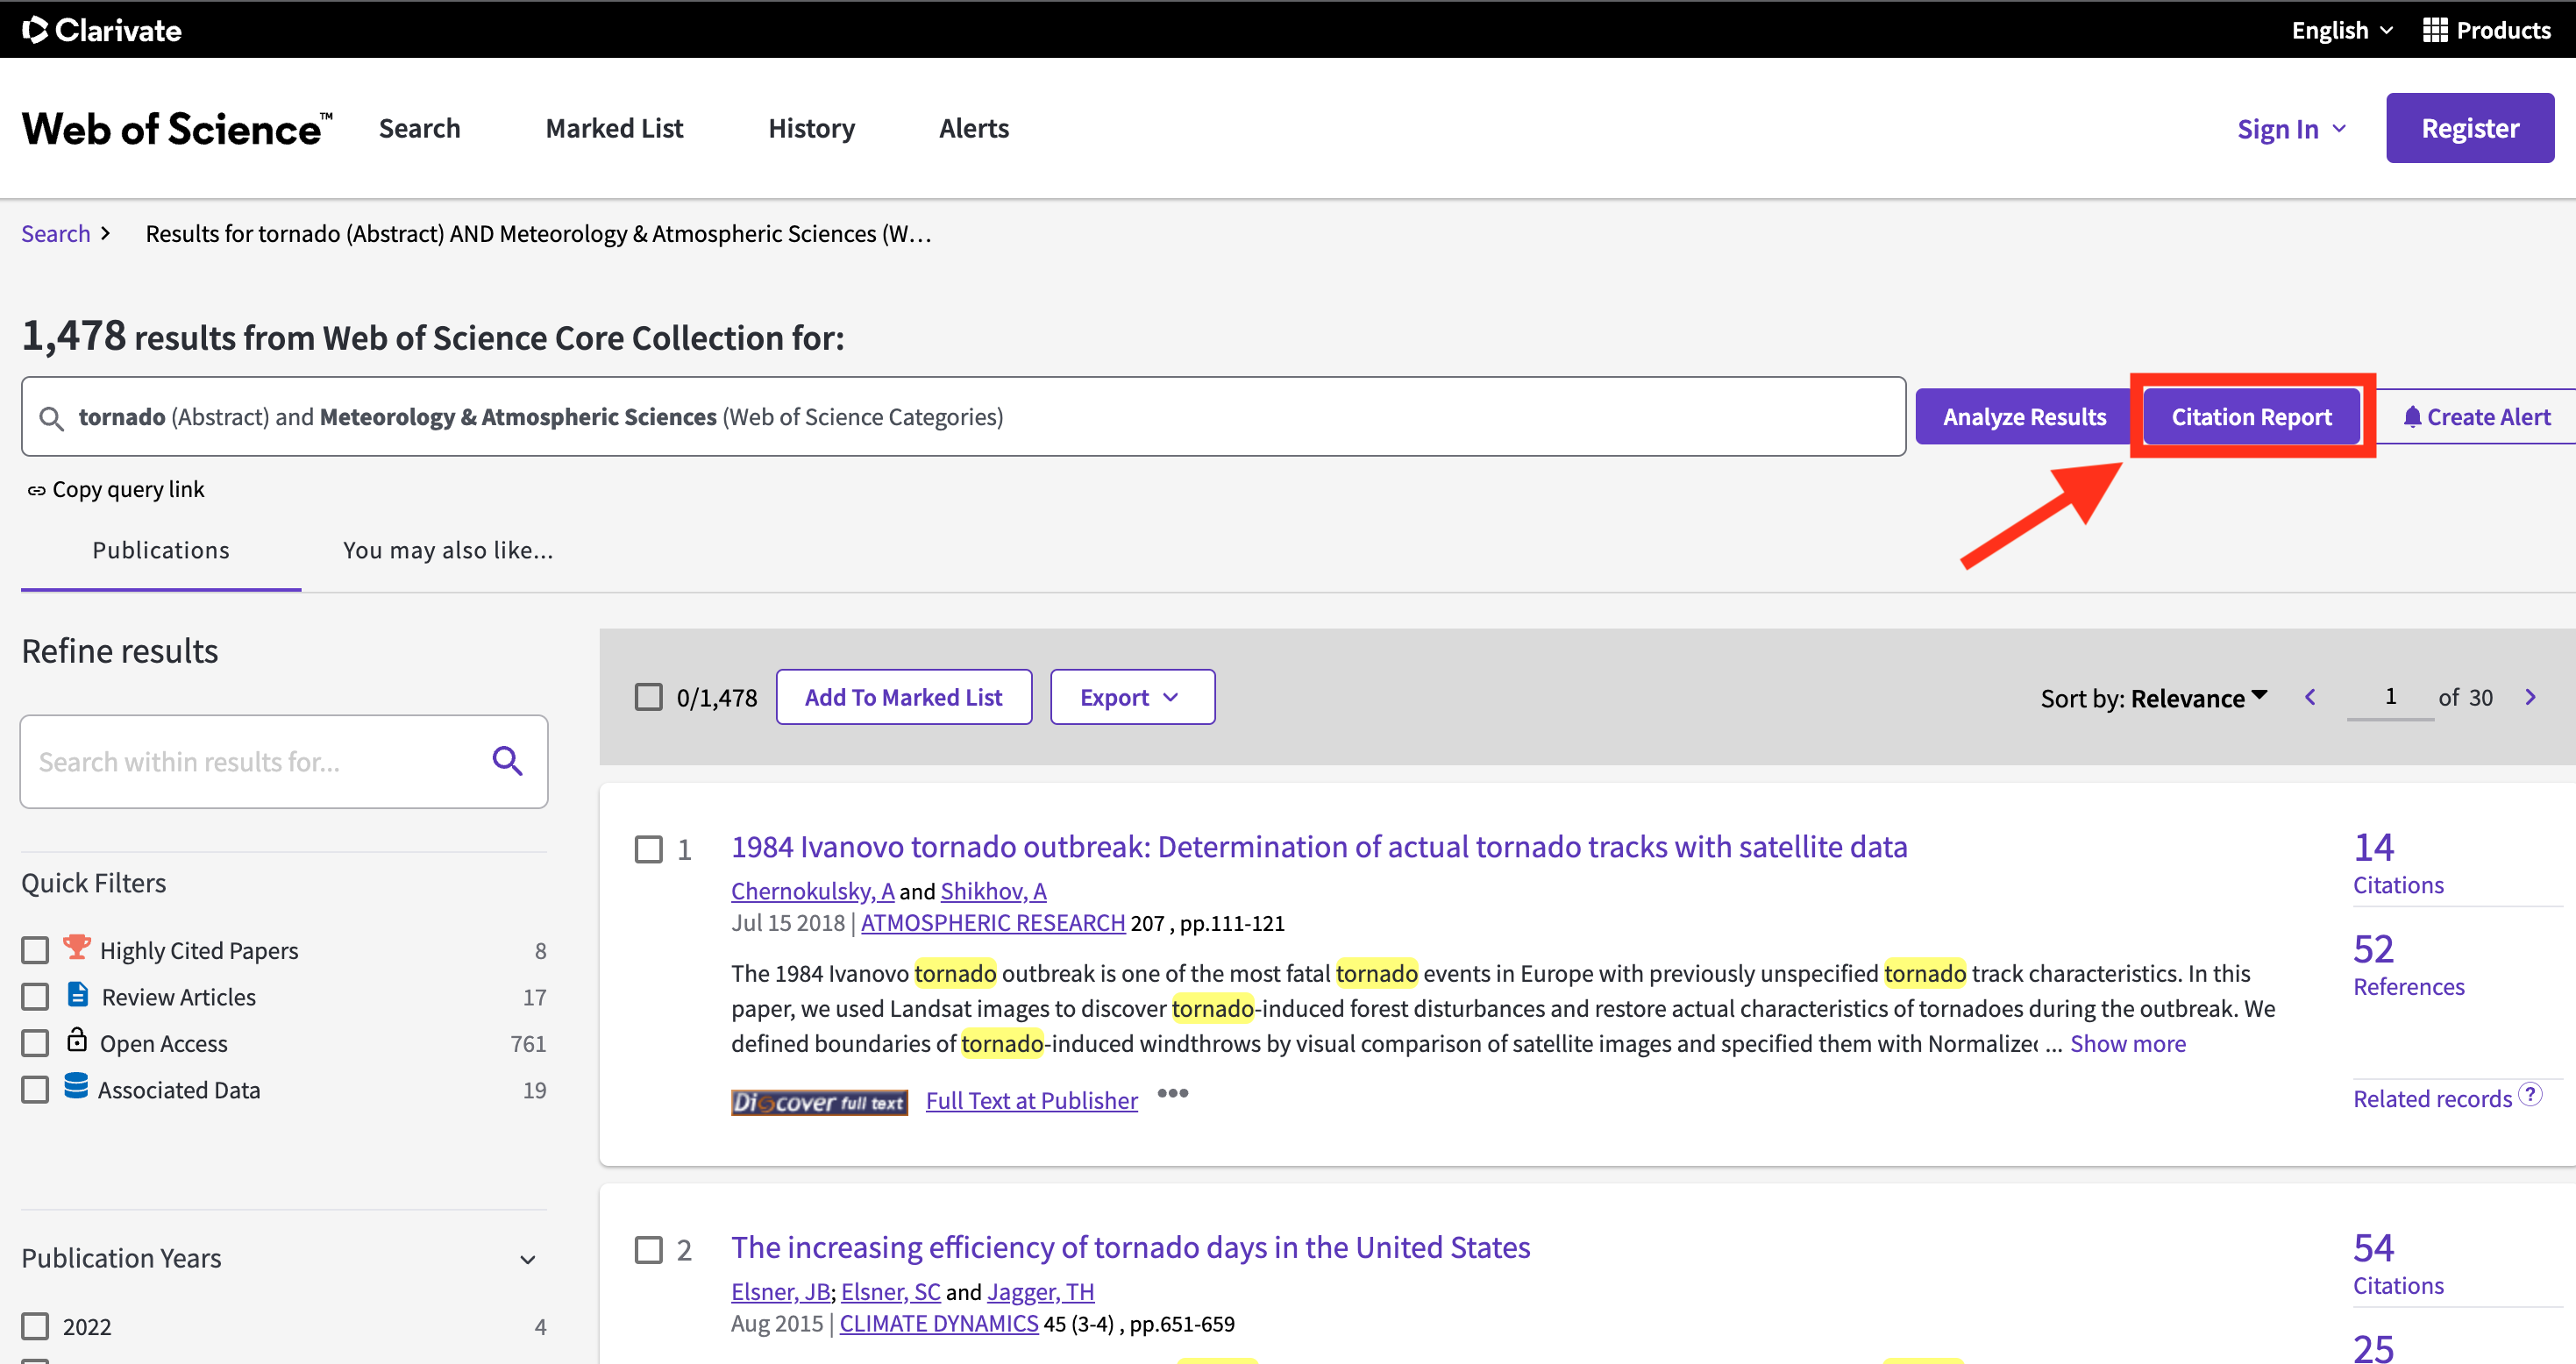 Clarivate
English
Products
Web of Science™
Search
Marked List
History
Alerts
Sign In
Register
Search
Results for tornado (Abstract) AND Meteorology & Atmospheric Sciences (W...
1,478 results from Web of Science Core Collection for:
tornado (Abstract) and Meteorology & Atmospheric Sciences (Web of Science Categories)
Analyze Results
Citation Report
Create Alert
Copy query link
Publications
You may also like...
Refine results
Search within results for...
Quick Filters
Highly Cited Papers 8
Review Articles 17
Open Access 761
Associated Data 19
Publication Years
2022 4
0/1,478
Add To Marked List
Export
Sort by: Relevance
1 of 30
1
1984 Ivanovo tornado outbreak: Determination of actual tornado tracks with satellite data
Chernokulsky, A and Shikhov, A
Jul 15 2018 | ATMOSPHERIC RESEARCH 207 , pp.111-121
The 1984 Ivanovo tornado outbreak is one of the most fatal tornado events in Europe with previously unspecified tornado track characteristics. In this
paper, we used Landsat images to discover tornado-induced forest disturbances and restore actual characteristics of tornadoes during the outbreak. We
defined boundaries of tornado-induced windthrows by visual comparison of satellite images and specified them with Normalized ... Show more
Discover full text
Full Text at Publisher
14
Citations
52
References
Related records ?
2
The increasing efficiency of tornado days in the United States
Elsner, JB; Elsner, SC and Jagger, TH
Aug 2015 | CLIMATE DYNAMICS 45 (3-4) , pp.651-659
54
Citations
25